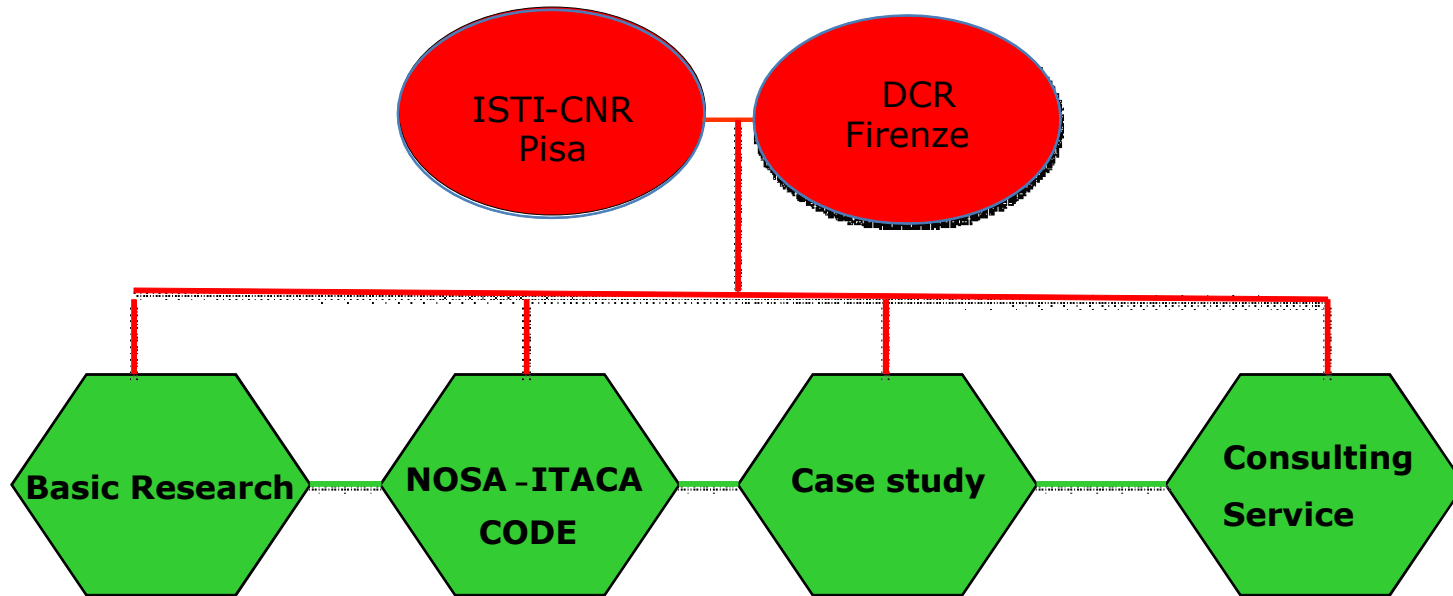 ISTI-CNR
Pisa
DCR
Firenze
Basic Research
NOSA –ITACA
CODE
Case study
Consulting
Service